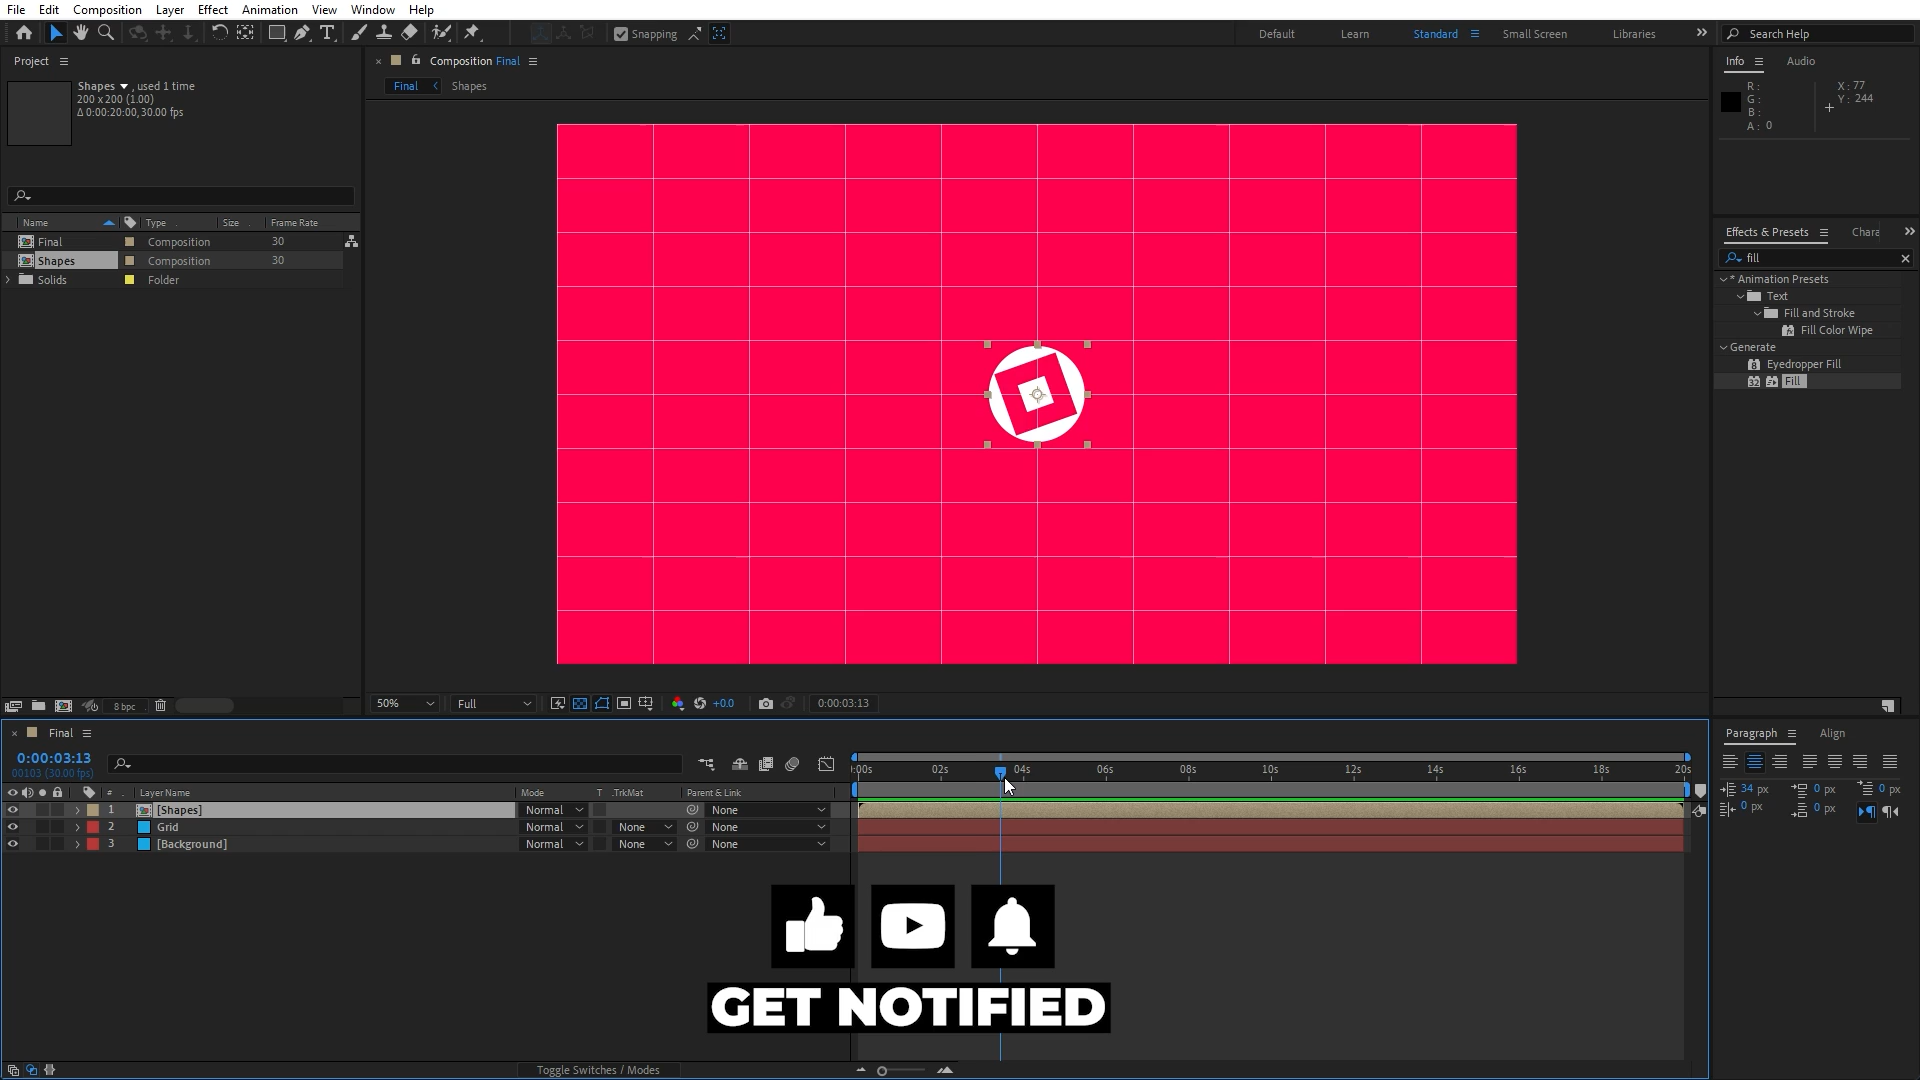 File Edit Composition Layer Effect Animation View Window Help
Snapping
Default Learn Standard Small Screen Libraries
Search Help
Project
Shapes , used 1 time
200 x 200 (1.00)
Δ 0:00:20:00, 30.00 fps
Name Type Size Frame Rate
Final Composition 30
Shapes Composition 30
Solids Folder
8 bpc
Composition Final
Final Shapes
50% Full +0.0 0:00:03:13
Info Audio
R :
G :
B :
A : 0
X : 77
Y : 244
Effects & Presets Chara
fill
* Animation Presets
Text
Fill and Stroke
Fill Color Wipe
Generate
Eyedropper Fill
32 Fill
Final
0:00:03:13
00103 (30.00 fps)
:00s 02s 04s 06s 08s 10s 12s 14s 16s 18s 20s
# Layer Name Mode T .TrkMat Parent & Link
1 [Shapes] Normal None
2 Grid Normal None None
3 [Background] Normal None None
GET NOTIFIED
Toggle Switches / Modes
Paragraph Align
34 px 0 px 0 px
0 px 0 px